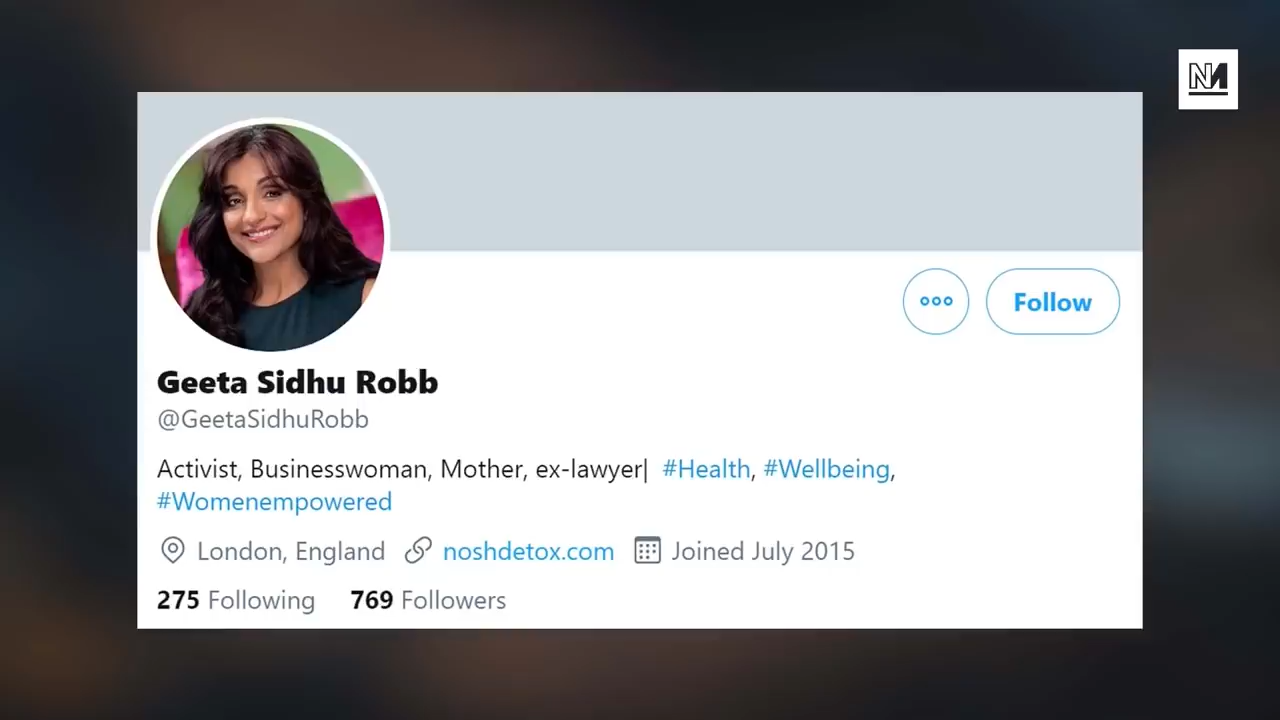 NM
Follow
Geeta Sidhu Robb
@GeetaSidhuRobb
Activist, Businesswoman, Mother, ex-lawyer| #Health, #Wellbeing,
#Womenempowered
London, England noshdetox.com Joined July 2015
275 Following 769 Followers